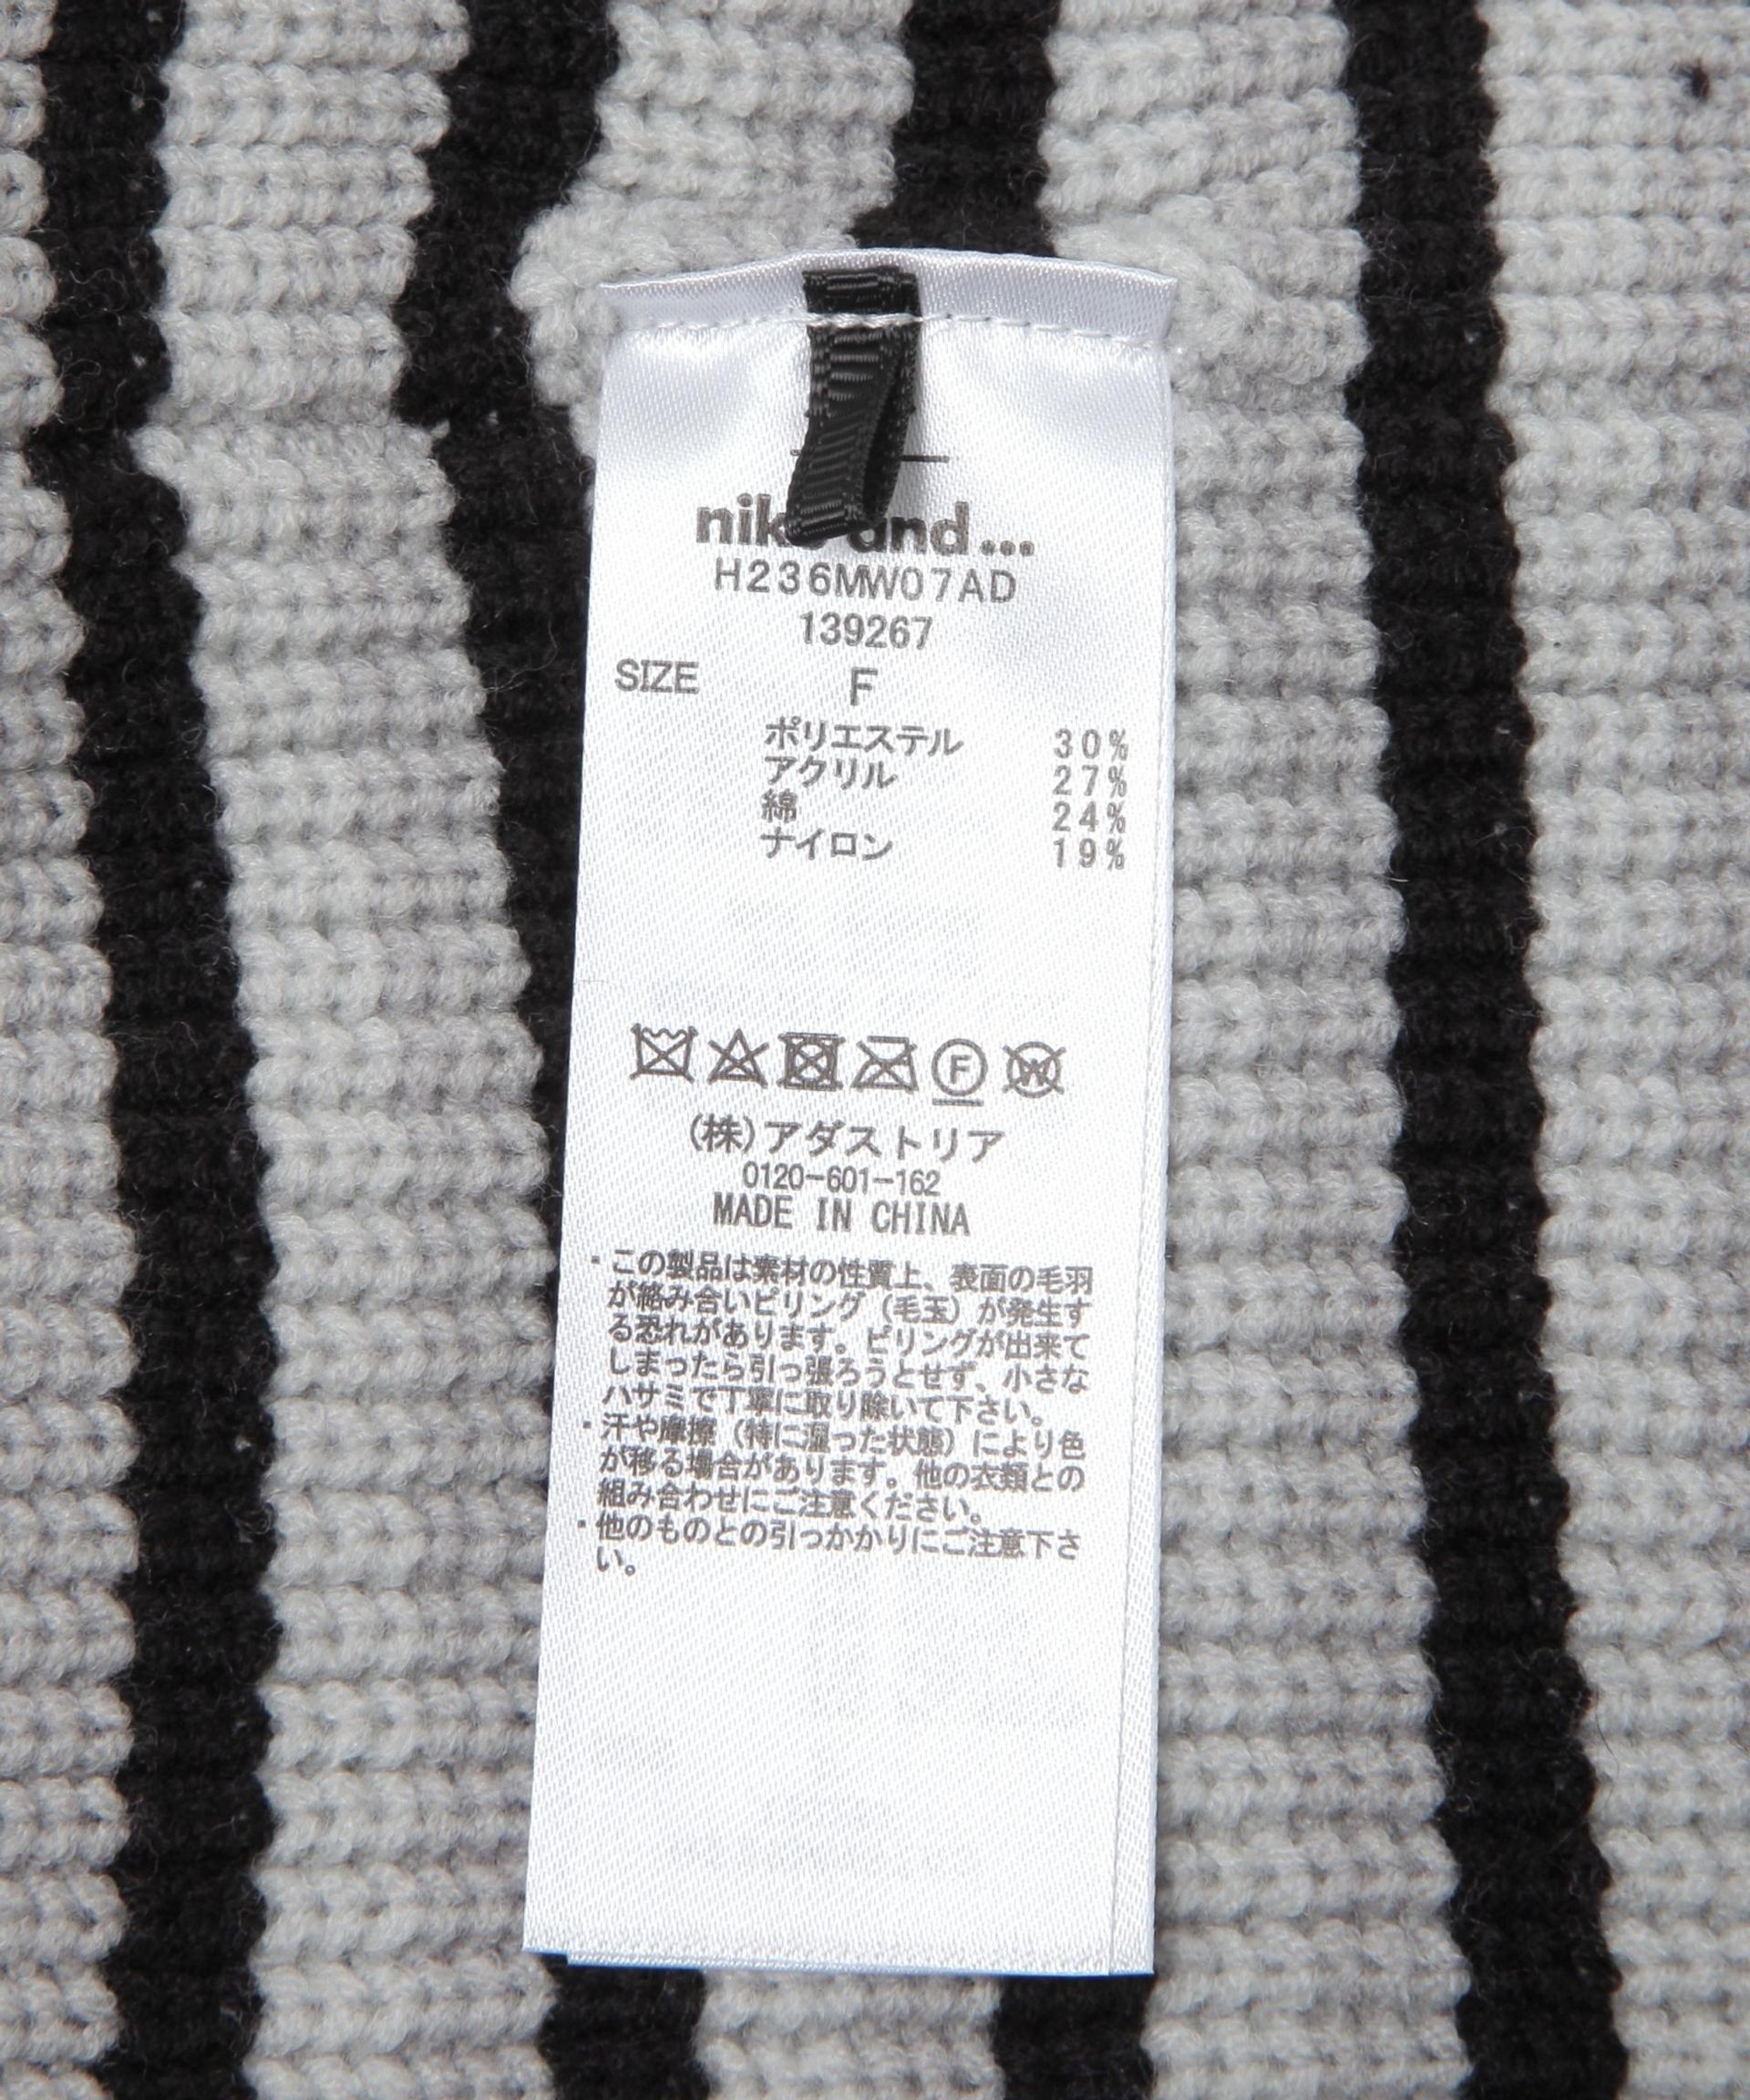 niko and...
H236MW07AD
139267
SIZE F
ポリエステル 30%
アクリル 27%
綿 24%
ナイロン 19%
F W
(株)アダストリア
0120-601-162
MADE IN CHINA
・この製品は素材の性質上、表面の毛羽
が絡み合いピリング（毛玉）が発生す
る恐れがあります。ピリングが出来て
しまったら引っ張ろうとせず、小さな
ハサミで丁寧に取り除いて下さい。
・汗や摩擦（特に湿った状態）により色
が移る場合があります。他の衣類との
組み合わせにご注意ください。
・他のものとの引っかかりにご注意下さ
い。